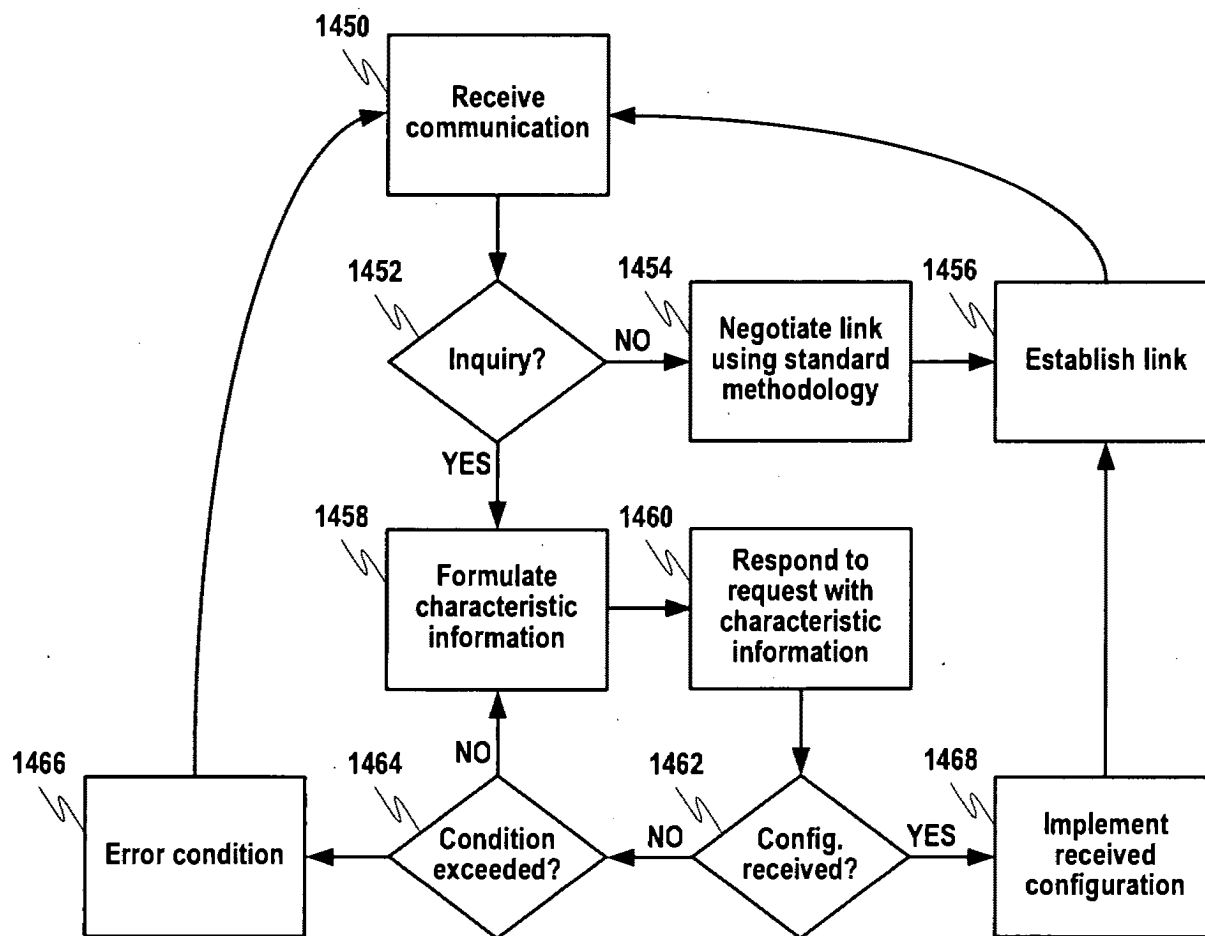 1450
Receive
communication
1452
Inquiry?
NO
YES
1454
Negotiate link
using standard
methodology
1456
Establish link
1458
Formulate
characteristic
information
1460
Respond to
request with
characteristic
information
1466
Error condition
1464
NO
Condition
exceeded?
NO
1462
Config.
received?
YES
1468
Implement
received
configuration